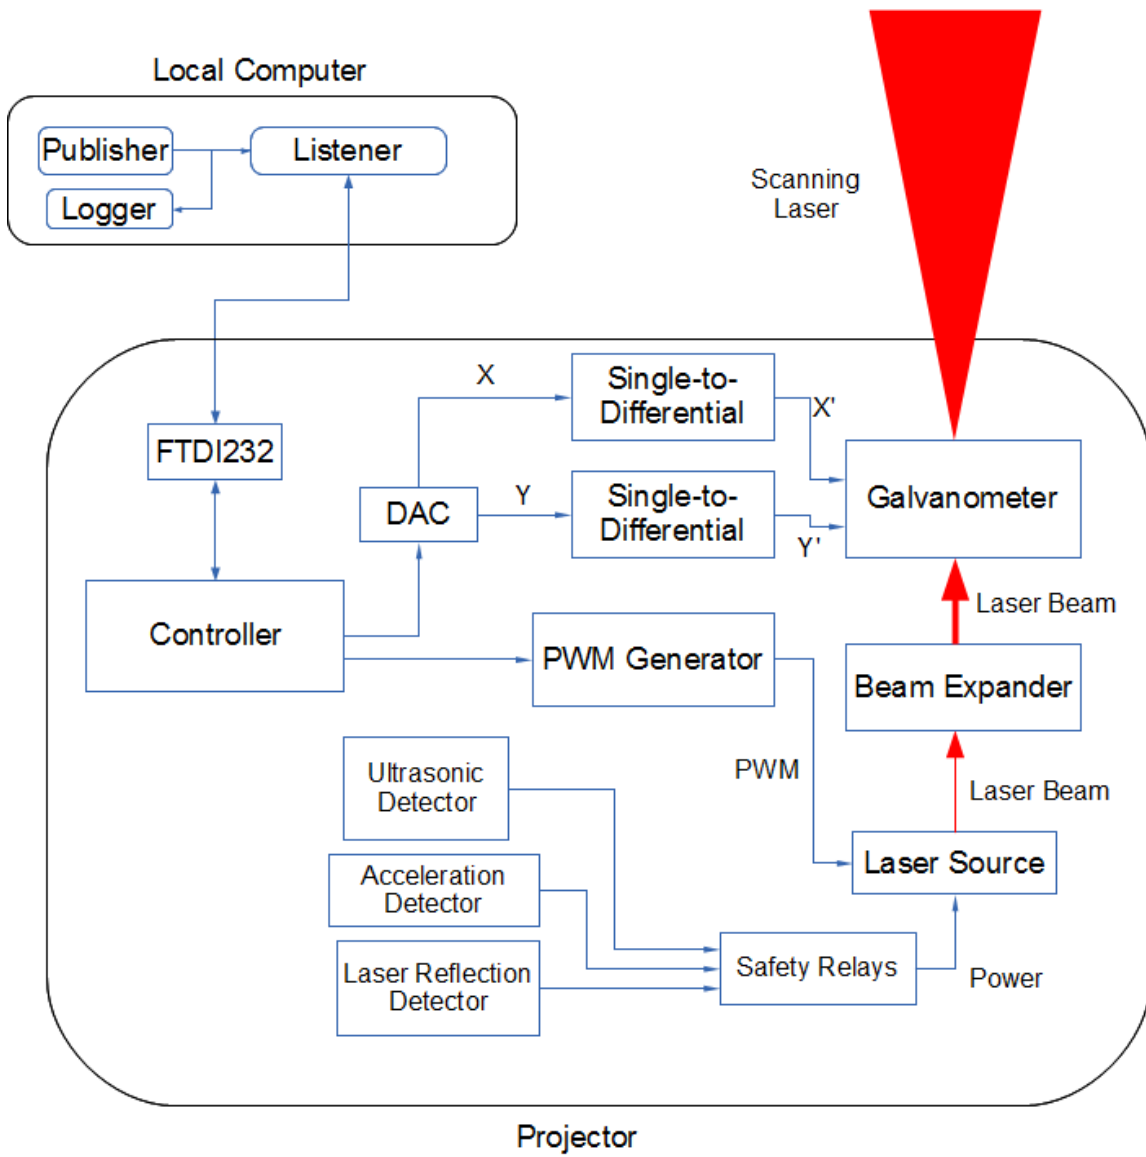 Local Computer
Publisher
Listener
Logger
Scanning
Laser
X
Single-to-
Differential
X'
FTDI232
DAC
Y
Single-to-
Differential
Y'
Galvanometer
Laser Beam
Controller
PWM Generator
Beam Expander
PWM
Laser Beam
Ultrasonic
Detector
Laser Source
Acceleration
Detector
Laser Reflection
Detector
Safety Relays
Power
Projector